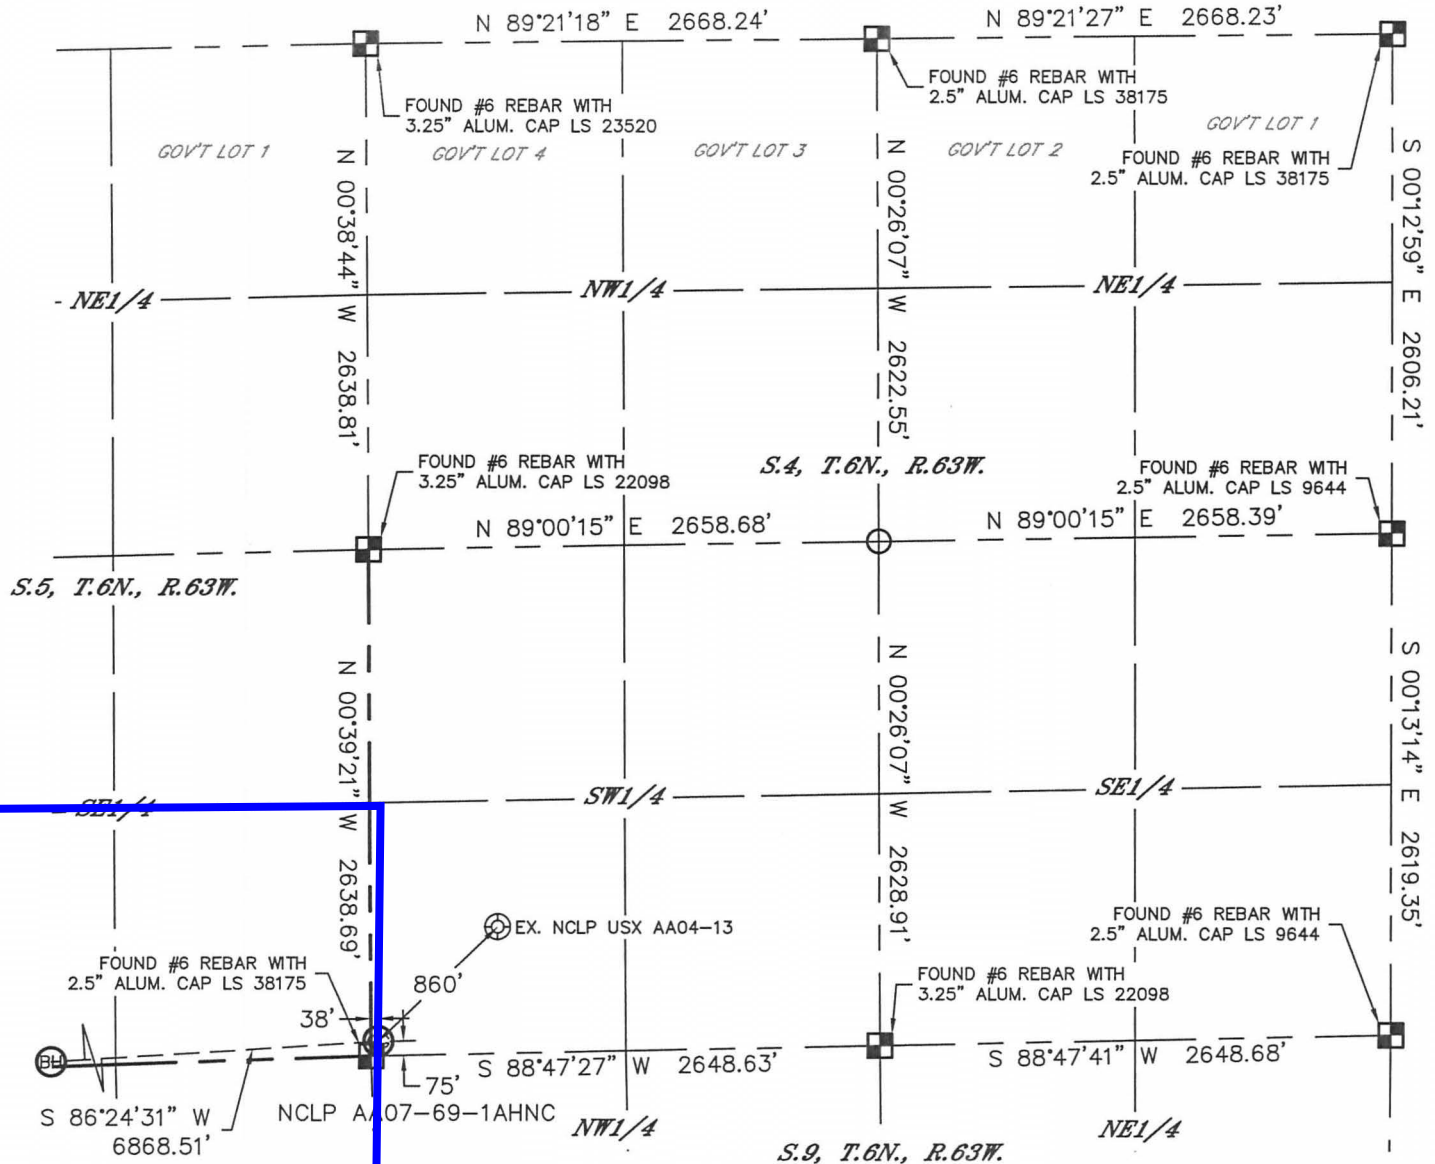 N 89°21'18" E 2668.24'
N 89°21'27" E 2668.23'
FOUND #6 REBAR WITH
3.25" ALUM. CAP LS 23520
FOUND #6 REBAR WITH
2.5" ALUM. CAP LS 38175
GOV'T LOT 1
GOV'T LOT 4
GOV'T LOT 3
GOV'T LOT 2
GOV'T LOT 1
FOUND #6 REBAR WITH
2.5" ALUM. CAP LS 38175
N 00°38'44" W 2638.81'
N 00°26'07" W 2622.55'
S 00°12'59" E 2606.21'
- NE1/4
NW1/4
NE1/4
FOUND #6 REBAR WITH
3.25" ALUM. CAP LS 22098
S.4, T.6N., R.63W.
FOUND #6 REBAR WITH
2.5" ALUM. CAP LS 9644
N 89°00'15" E 2658.68'
N 89°00'15" E 2658.39'
S.5, T.6N., R.63W.
N 00°39'21" W 2638.69'
N 00°26'07" W 2628.91'
S 00°13'14" E 2619.35'
SE1/4
SW1/4
SE1/4
EX. NCLP USX AA04-13
FOUND #6 REBAR WITH
2.5" ALUM. CAP LS 38175
860'
38'
FOUND #6 REBAR WITH
3.25" ALUM. CAP LS 22098
FOUND #6 REBAR WITH
2.5" ALUM. CAP LS 9644
BH
75'
S 88°47'27" W 2648.63'
S 88°47'41" W 2648.68'
S 86°24'31" W
6868.51'
NCLP AA07-69-1AHNC
NW1/4
NE1/4
S.9, T.6N., R.63W.